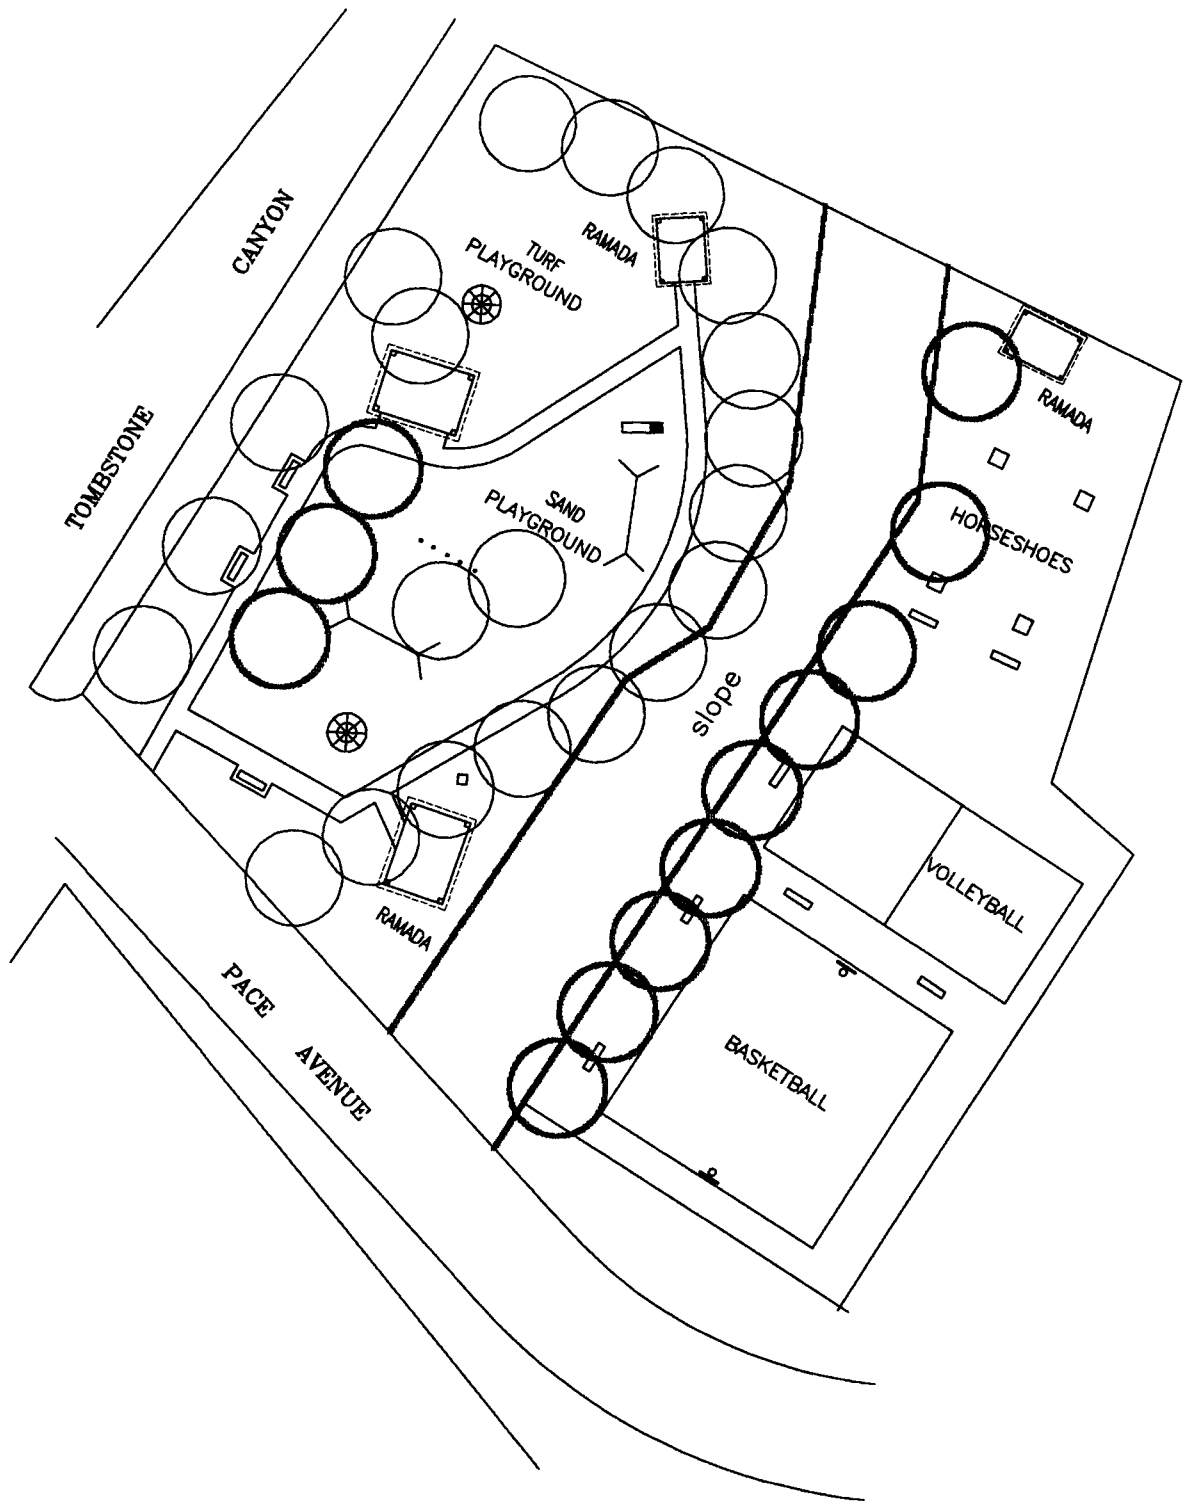 CANYON
TOMBSTONE
RAMADA
TURF
PLAYGROUND
RAMADA
SAND
PLAYGROUND
HORSESHOES
slope
VOLLEYBALL
RAMADA
PACE
AVENUE
BASKETBALL